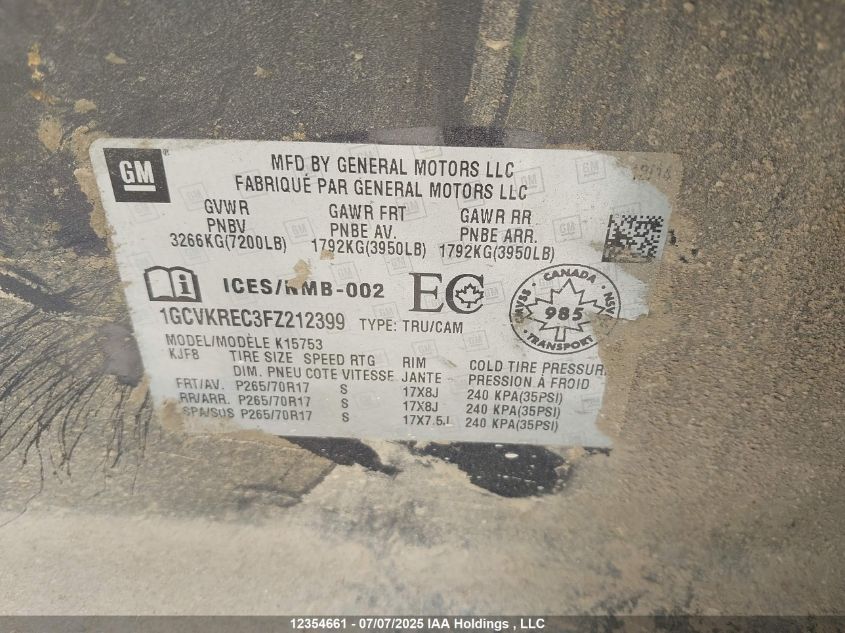 GM
MFD BY GENERAL MOTORS LLC
FABRIQUÉ PAR GENERAL MOTORS LLC
GVWR GAWR FRT GAWR RR
PNBV PNBE AV. PNBE ARR.
3266KG(7200LB) 1792KG(3950LB) 1792KG(3950LB)
ICES/NMB-002 EC
CANADA
CMVSS 985 NSV
TRANSPORT
1GCVKREC3FZ212399 TYPE: TRU/CAM
MODEL/MODÈLE K15753
KJF8 TIRE SIZE SPEED RTG RIM COLD TIRE PRESSUR
DIM. PNEU COTE VITESSE JANTE PRESSION À FROID
FRT/AV. P265/70R17 S 17X8J 240 KPA(35PSI)
RR/ARR. P265/70R17 S 17X8J 240 KPA(35PSI)
SPA/SUS P265/70R17 S 17X7.5J 240 KPA(35PSI)
12354661 - 07/07/2025 IAA Holdings , LLC